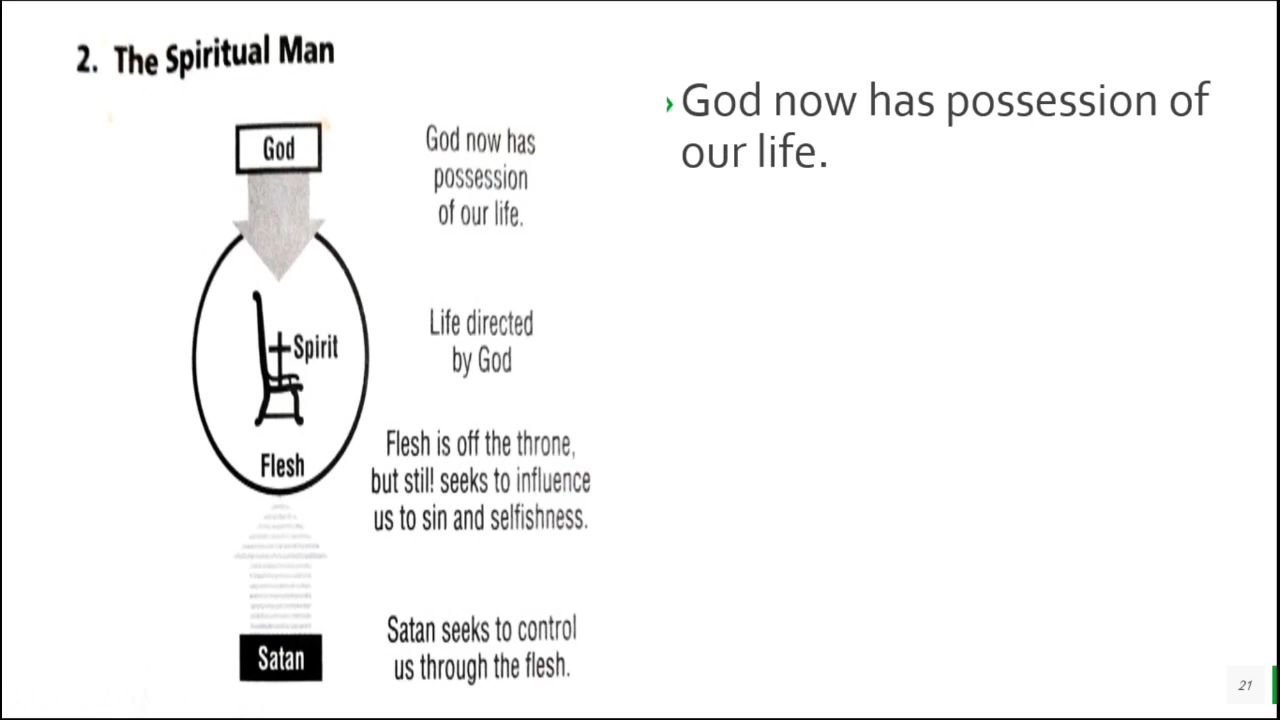 2. The Spiritual Man
God
God now has
possession
of our life.
Spirit
Life directed
by God
Flesh
Flesh is off the throne,
but still! seeks to influence
us to sin and selfishness.
Satan
Satan seeks to control
us through the flesh.
› God now has possession of
our life.
21